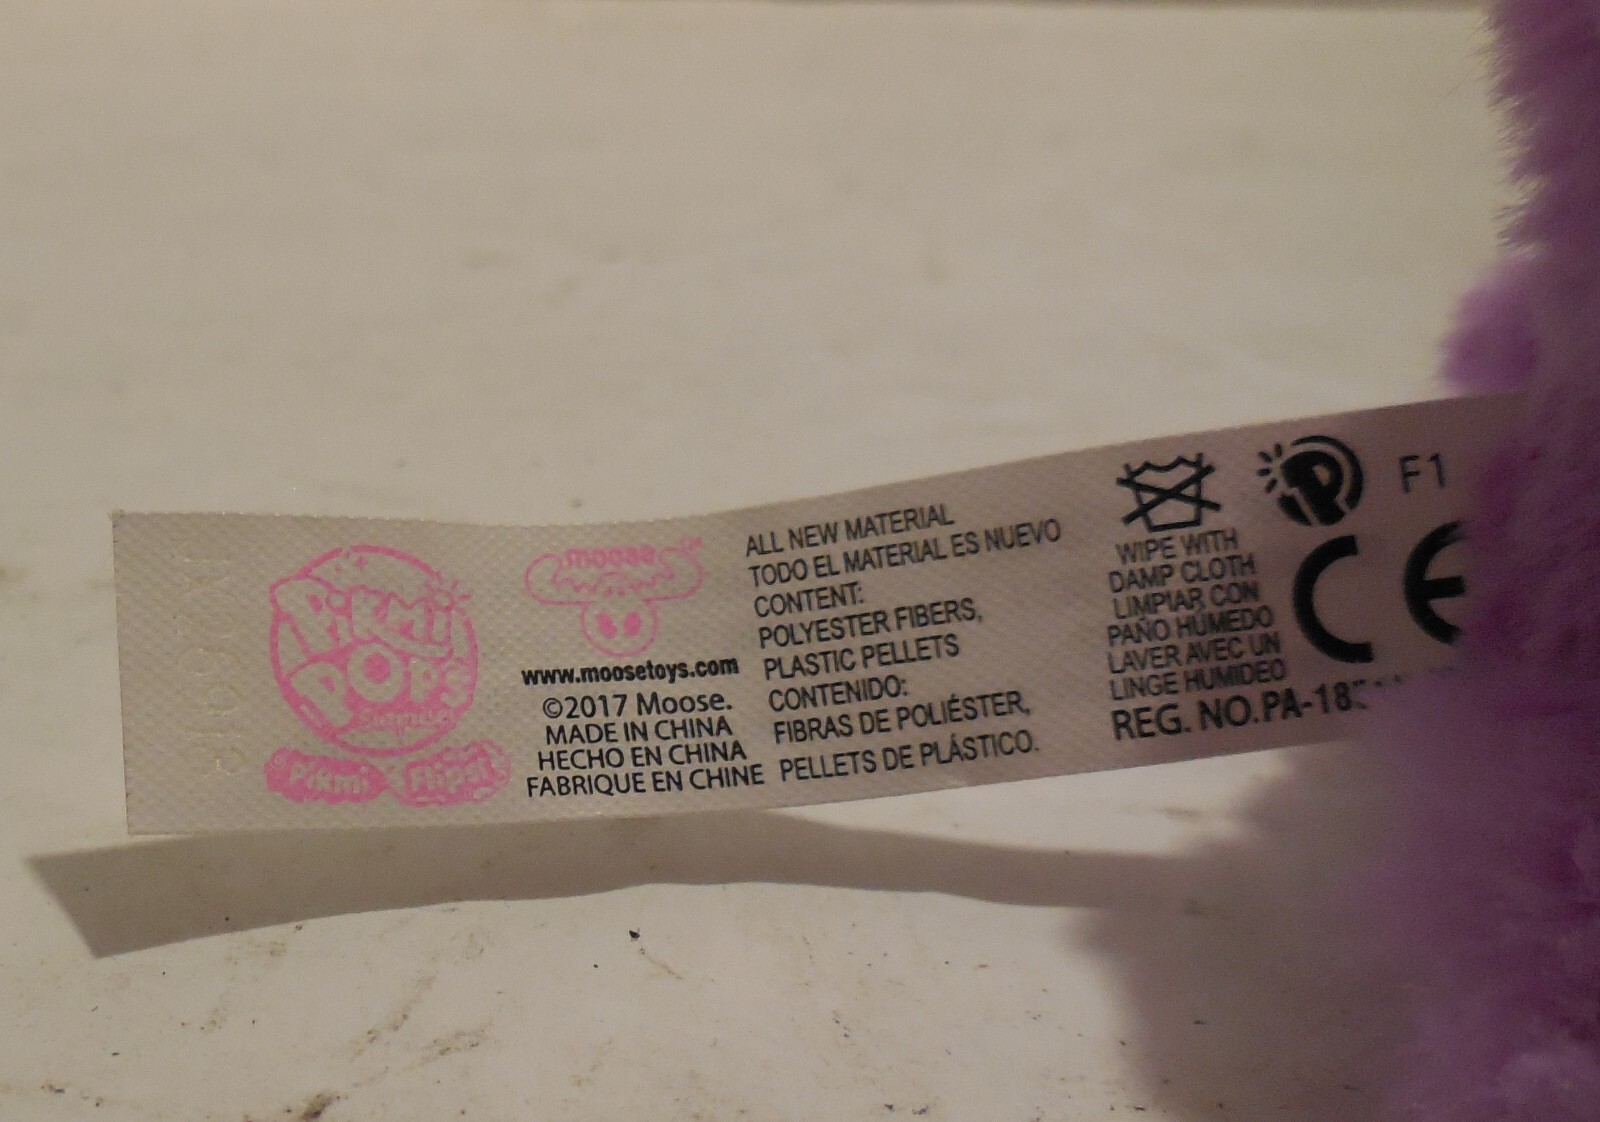 PiKMi
POPS
Surprise!
Pikmi Flips!
moose
www.moosetoys.com
©2017 Moose.
MADE IN CHINA
HECHO EN CHINA
FABRIQUE EN CHINE
ALL NEW MATERIAL
TODO EL MATERIAL ES NUEVO
CONTENT:
POLYESTER FIBERS,
PLASTIC PELLETS
CONTENIDO:
FIBRAS DE POLIÉSTER,
PELLETS DE PLÁSTICO.
WIPE WITH
DAMP CLOTH
LIMPIAR CON
PAÑO HÚMEDO
LAVER AVEC UN
LINGE HUMIDEO
REG. NO.PA-18
P
F1
CE